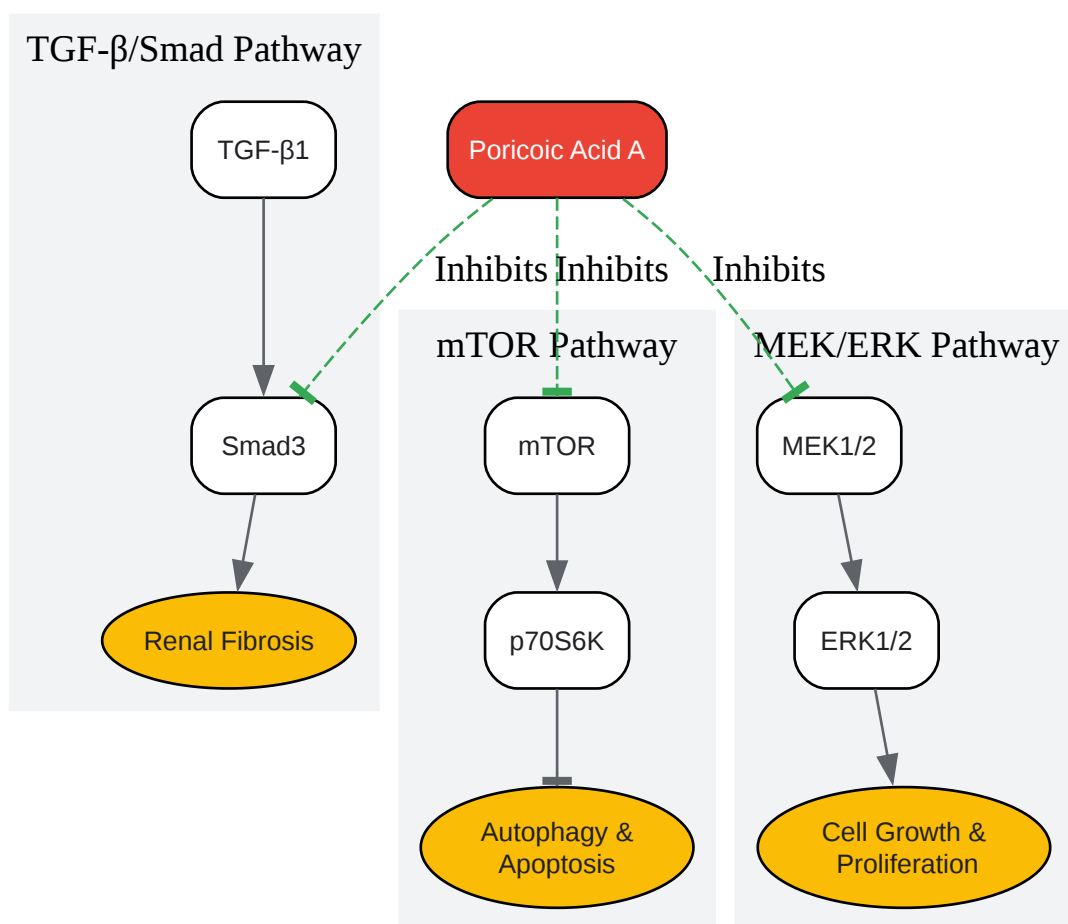 TGF-β/Smad Pathway
TGF-β1
Poricoic Acid A
Inhibits
Inhibits
Inhibits
mTOR Pathway
MEK/ERK Pathway
Smad3
mTOR
MEK1/2
Renal Fibrosis
p70S6K
ERK1/2
Autophagy &
Apoptosis
Cell Growth &
Proliferation